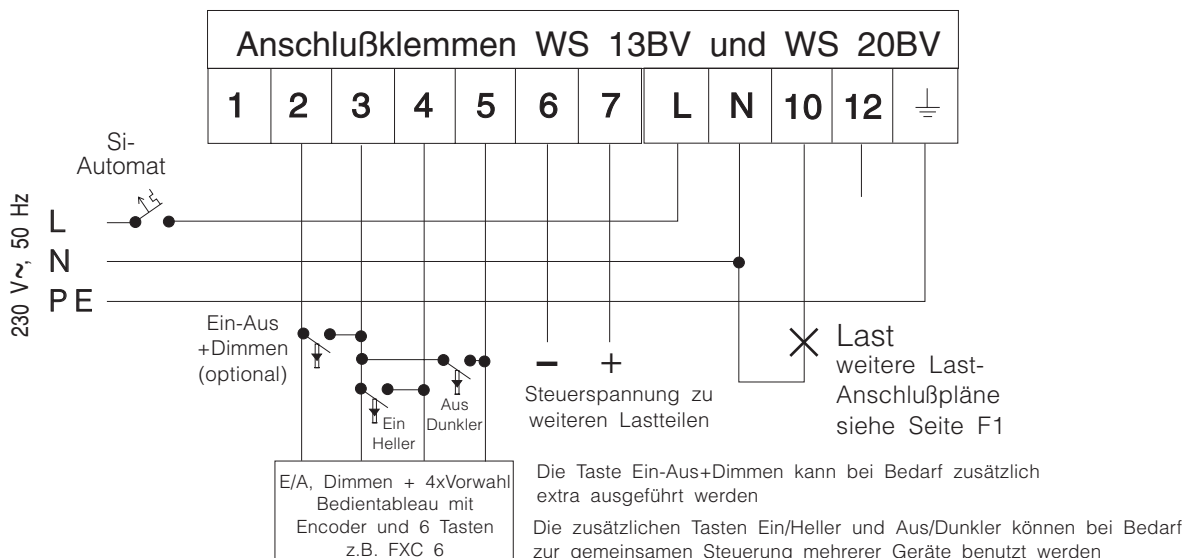 Anschlußklemmen WS 13BV und WS 20BV
1 2 3 4 5 6 7 L N 10 12
Si-
Automat
230 V~, 50 Hz
L
N
PE
Ein-Aus
+Dimmen
(optional)
Ein
Heller
Aus
Dunkler
− +
Steuerspannung zu
weiteren Lastteilen
Last
weitere Last-
Anschlußpläne
siehe Seite F1
E/A, Dimmen + 4xVorwahl
Bedientableau mit
Encoder und 6 Tasten
z.B. FXC 6
Die Taste Ein-Aus+Dimmen kann bei Bedarf zusätzlich
extra ausgeführt werden
Die zusätzlichen Tasten Ein/Heller und Aus/Dunkler können bei Bedarf
zur gemeinsamen Steuerung mehrerer Geräte benutzt werden